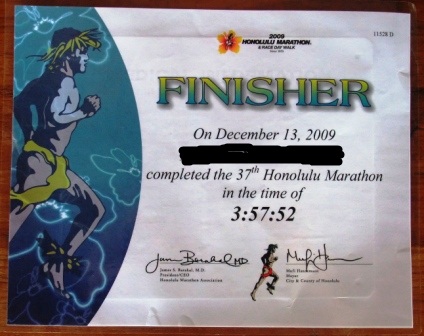 2009
HONOLULU MARATHON.
& RACE DAY WALK
11528 D
FINISHER
On December 13, 2009
completed the 37th Honolulu Marathon
in the time of
3:57:52
James S. Barahal, M.D.
President/CEO
Honolulu Marathon Association
Mufi Hannemann
Mayor
City & County of Honolulu